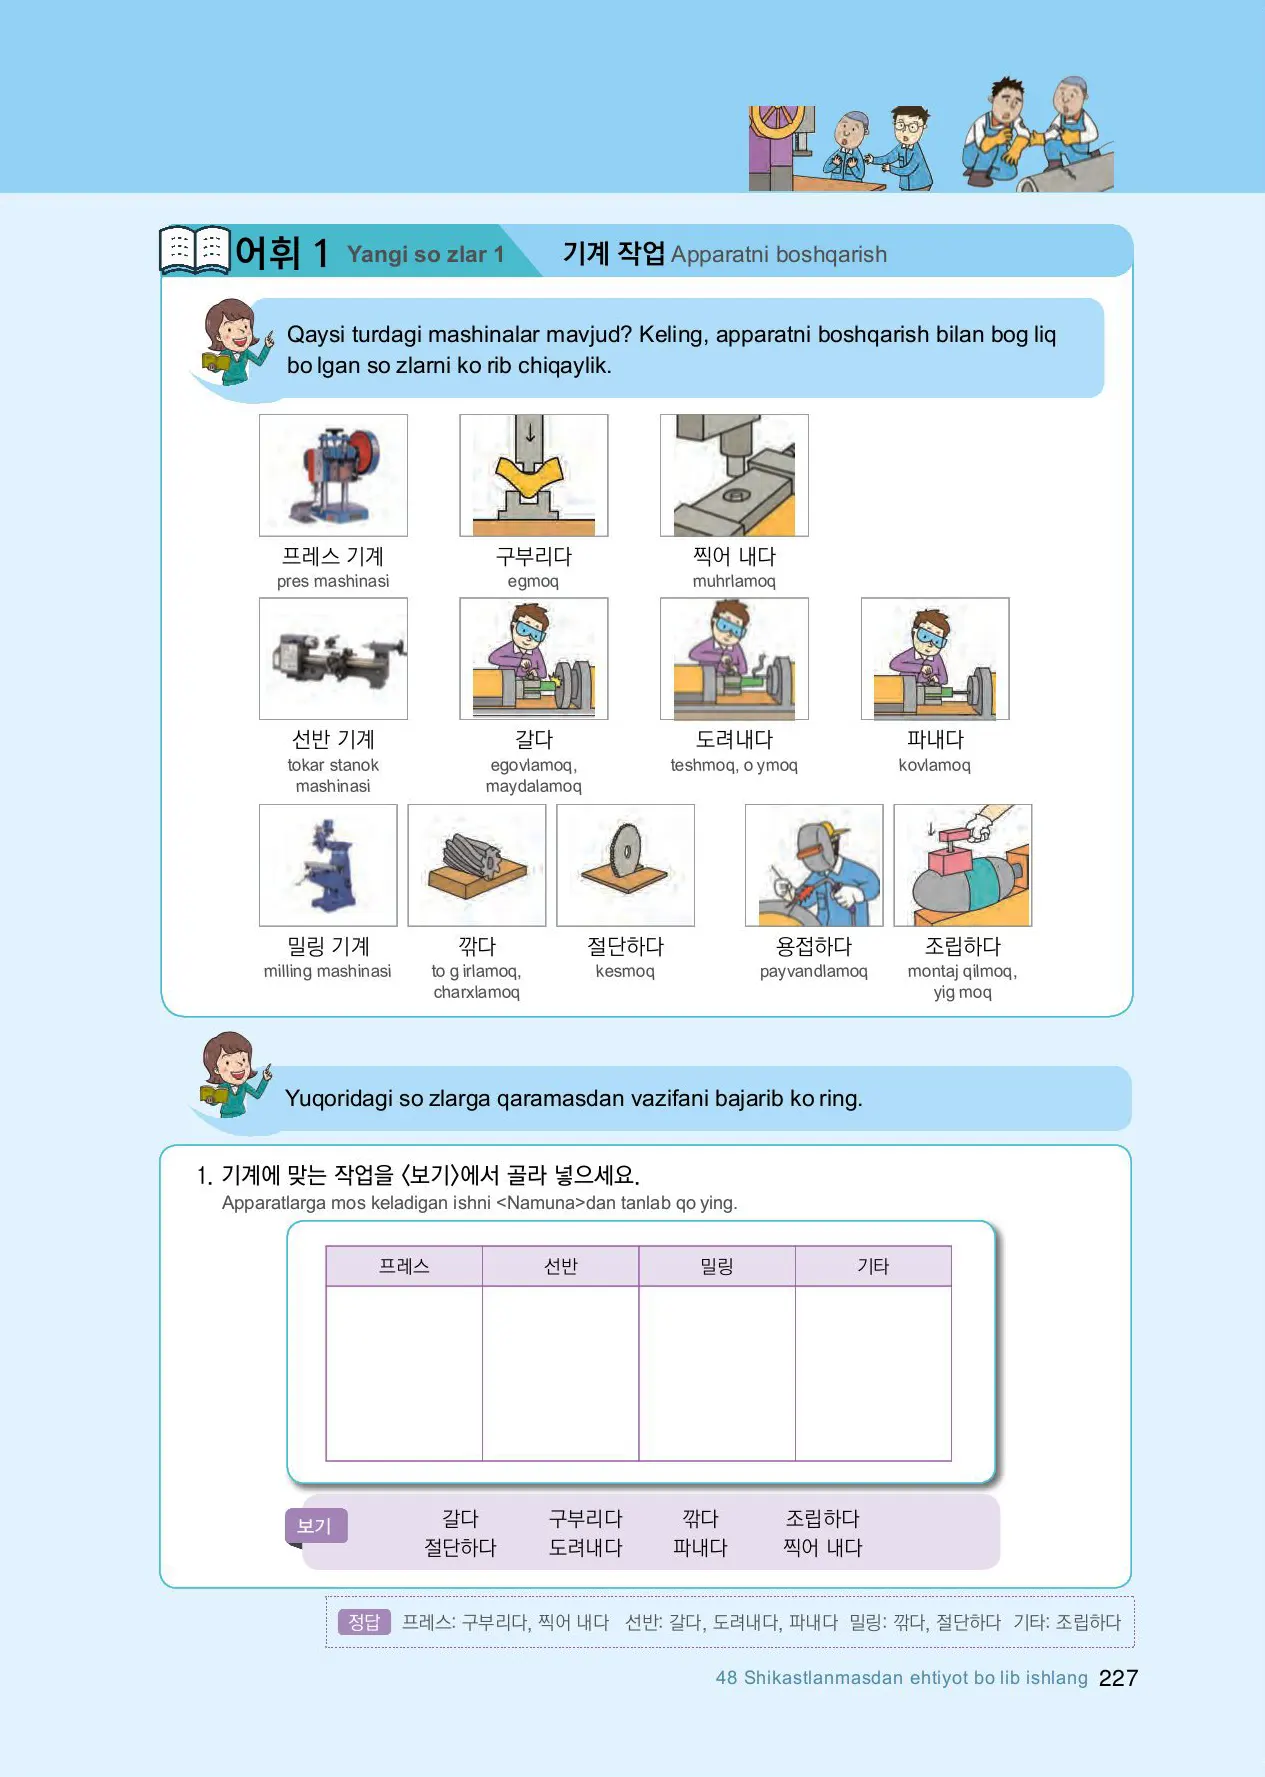 어휘 1 Yangi so zlar 1 기계 작업 Apparatni boshqarish
Qaysi turdagi mashinalar mavjud? Keling, apparatni boshqarish bilan bog liq
bo lgan so zlarni ko rib chiqaylik.
프레스 기계 구부리다 찍어 내다
pres mashinasi egmoq muhrlamoq
선반 기계 갈다 도려내다 파내다
tokar stanok egovlamoq, teshmoq, o ymoq kovlamoq
mashinasi maydalamoq
밀링 기계 깎다 절단하다 용접하다 조립하다
milling mashinasi to g irlamoq, kesmoq payvandlamoq montaj qilmoq,
charxlamoq yig moq
Yuqoridagi so zlarga qaramasdan vazifani bajarib ko ring.
1. 기계에 맞는 작업을 〈보기〉에서 골라 넣으세요.
Apparatlarga mos keladigan ishni <Namuna>dan tanlab qo ying.
프레스 선반 밀링 기타
보기 갈다 구부리다 깎다 조립하다
절단하다 도려내다 파내다 찍어 내다
정답 프레스: 구부리다, 찍어 내다 선반: 갈다, 도려내다, 파내다 밀링: 깎다, 절단하다 기타: 조립하다
48 Shikastlanmasdan ehtiyot bo lib ishlang 227